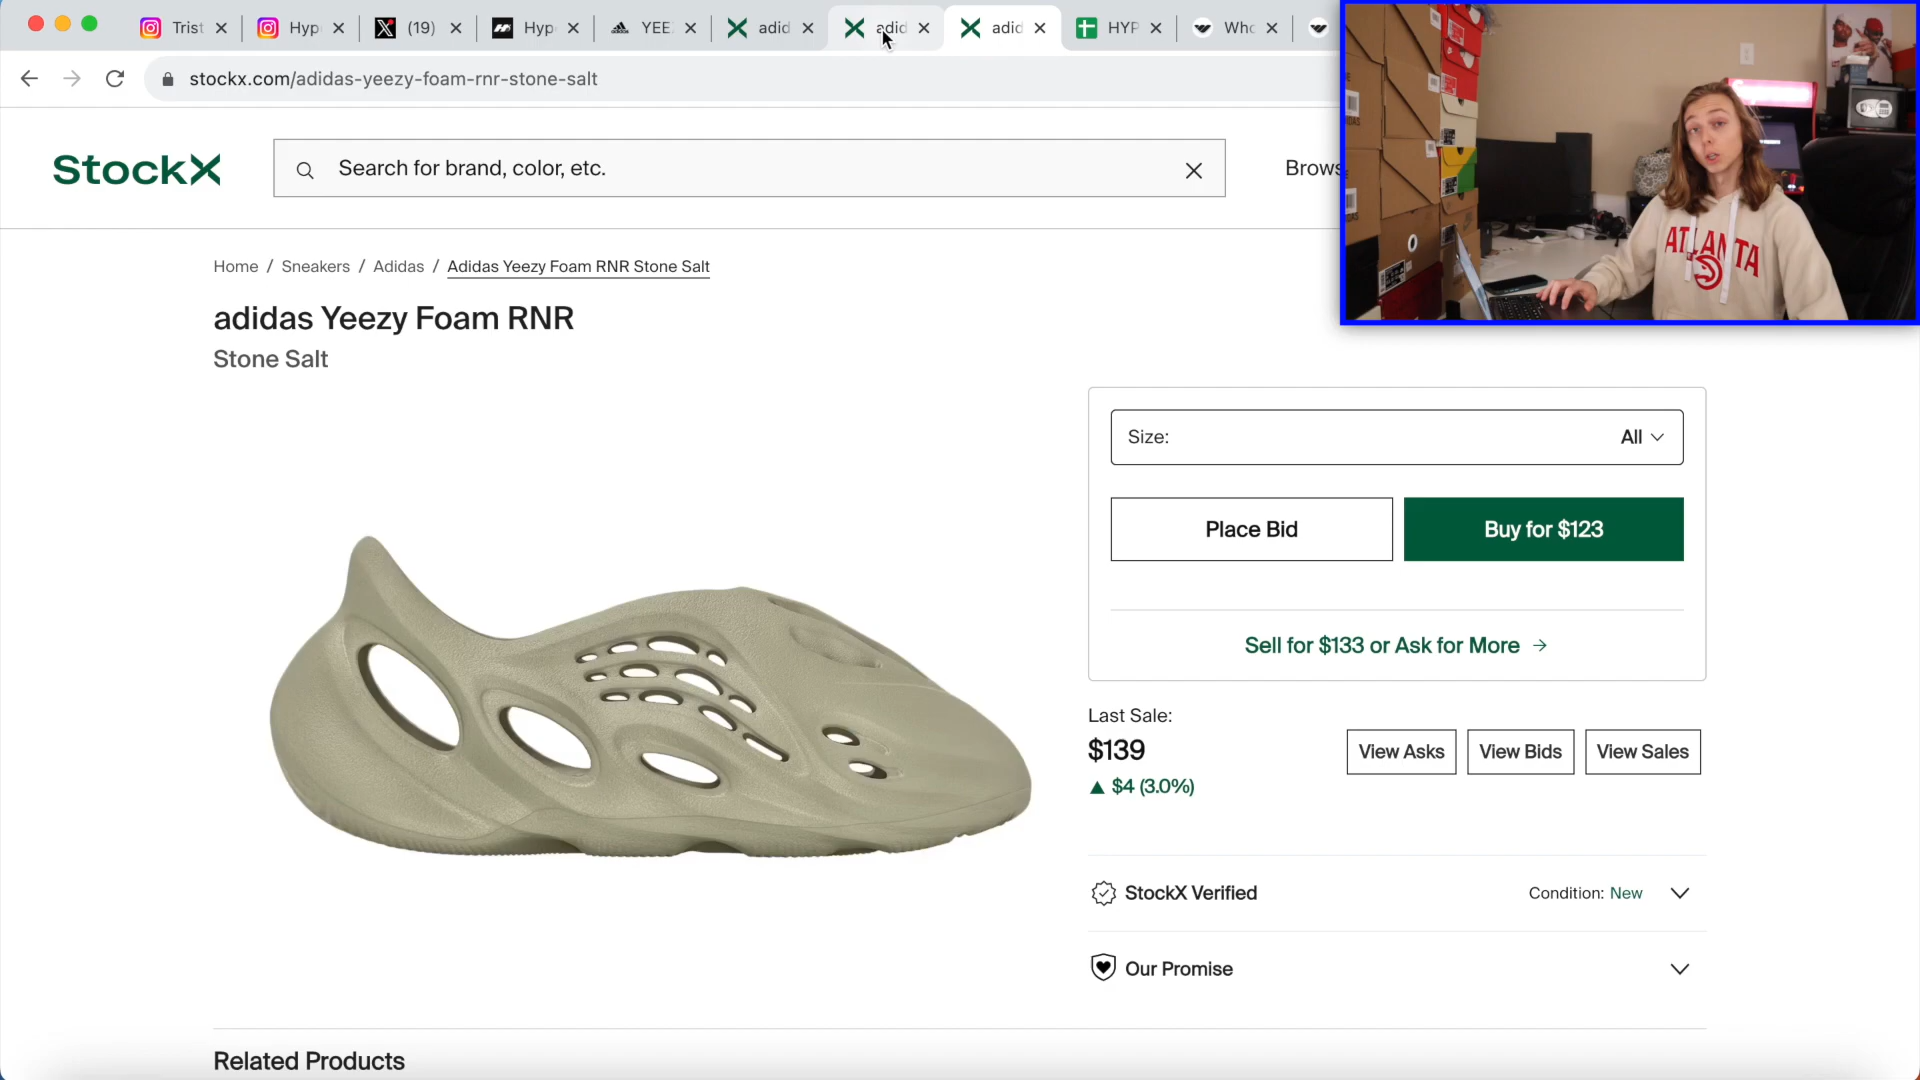 Trist
Hyp
(19)
Hyp
YEE
adid
adid
adid
HYP
Who
stockx.com/adidas-yeezy-foam-rnr-stone-salt
StockX
Search for brand, color, etc.
Brows
Home / Sneakers / Adidas / Adidas Yeezy Foam RNR Stone Salt
adidas Yeezy Foam RNR
Stone Salt
ATLANTA
Size:
All
Place Bid
Buy for $123
Sell for $133 or Ask for More
Last Sale:
$139
$4 (3.0%)
View Asks
View Bids
View Sales
StockX Verified
Condition: New
Our Promise
Related Products